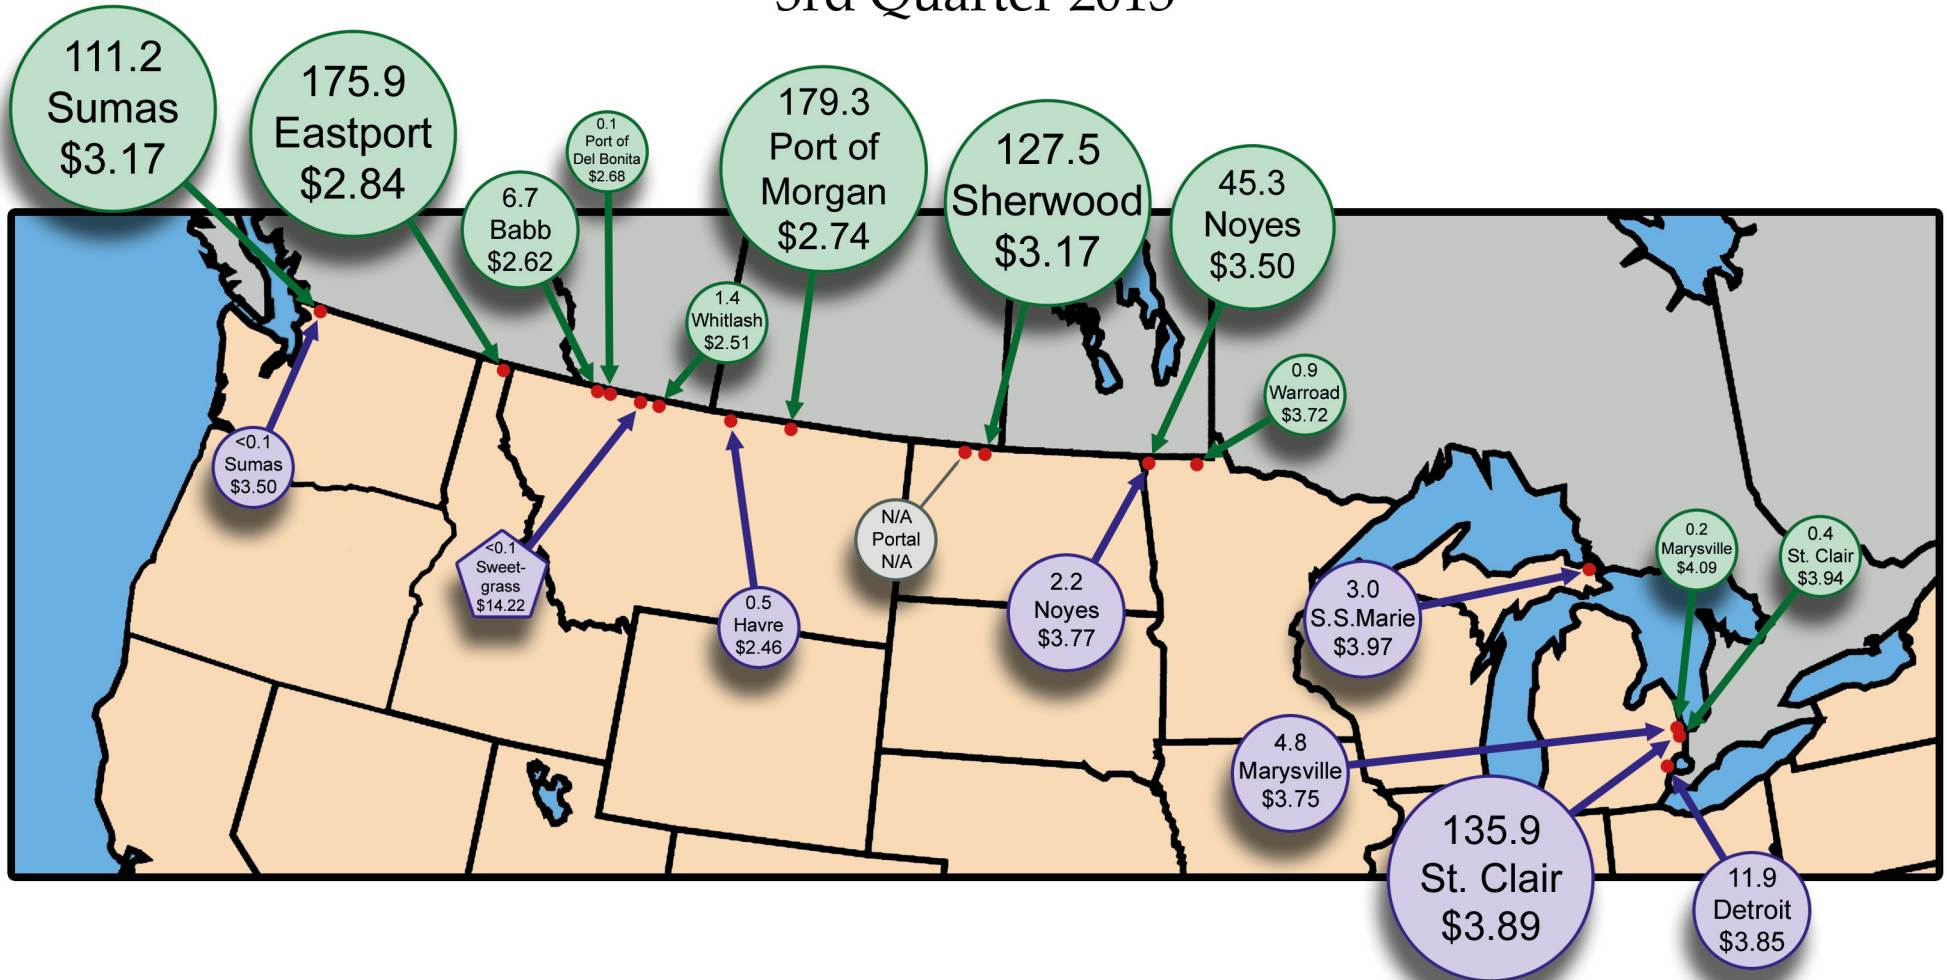 3rd Quarter 2013
111.2
Sumas
$3.17
175.9
Eastport
$2.84
6.7
Babb
$2.62
0.1
Port of
Del Bonita
$2.68
1.4
Whitlash
$2.51
179.3
Port of
Morgan
$2.74
127.5
Sherwood
$3.17
45.3
Noyes
$3.50
0.9
Warroad
$3.72
0.2
Marysville
$4.09
0.4
St. Clair
$3.94
<0.1
Sumas
$3.50
<0.1
Sweet-
grass
$14.22
0.5
Havre
$2.46
N/A
Portal
N/A
2.2
Noyes
$3.77
3.0
S.S.Marie
$3.97
4.8
Marysville
$3.75
135.9
St. Clair
$3.89
11.9
Detroit
$3.85